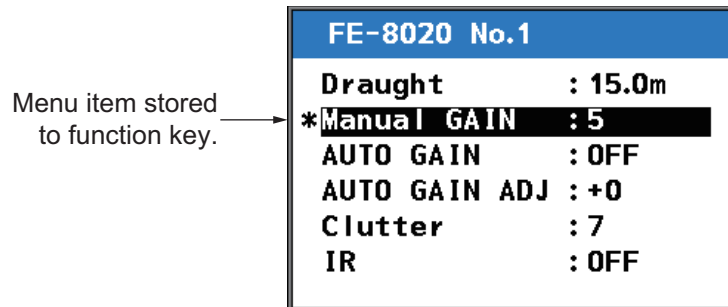 FE-8020 No.1
Draught : 15.0m
Menu item stored to function key.
*Manual GAIN : 5
AUTO GAIN : OFF
AUTO GAIN ADJ : +0
Clutter : 7
IR : OFF